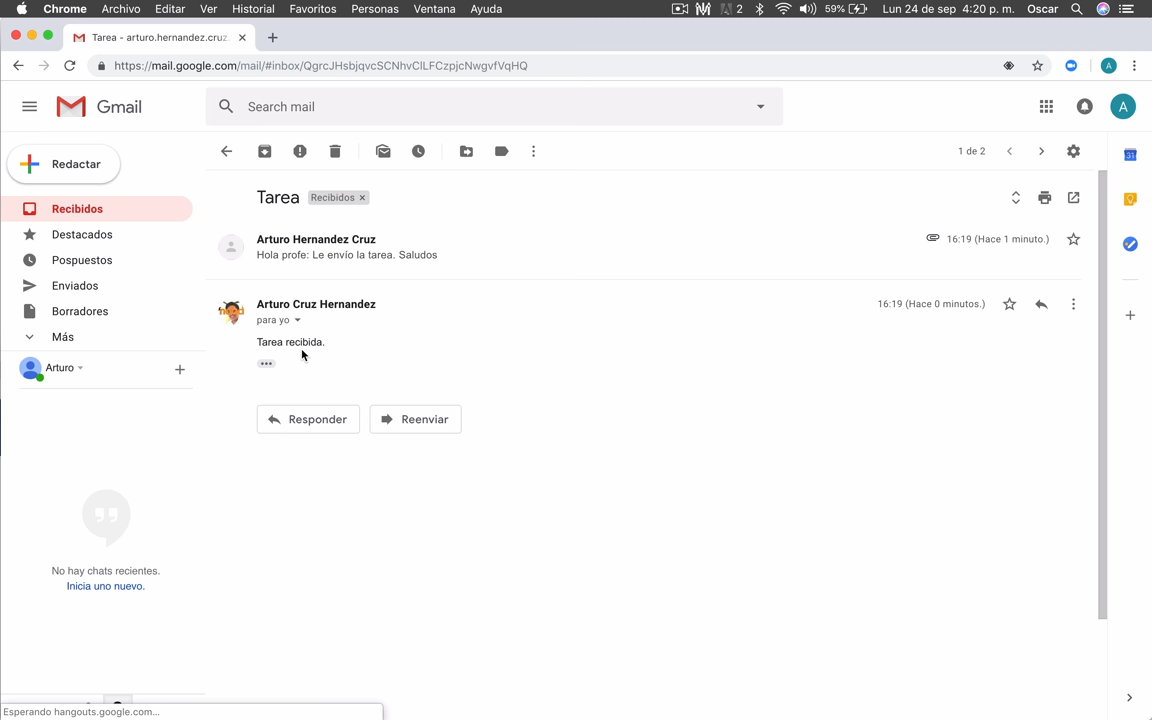 Chrome Archivo Editar Ver Historial Favoritos Personas Ventana Ayuda 2 59% Lun 24 de sep 4:20 p. m. Oscar
Tarea - arturo.hernandez.cruz.
https://mail.google.com/mail/#inbox/QgrcJHsbjqvcSCNhvClLFCzpjcNwgvfVqHQ A
Gmail Search mail A
Redactar 1 de 2 31
Recibidos
Destacados
Pospuestos
Enviados
Borradores
Más
Arturo
Tarea Recibidos x
Arturo Hernandez Cruz 16:19 (Hace 1 minuto.)
Hola profe: Le envío la tarea. Saludos
Arturo Cruz Hernandez 16:19 (Hace 0 minutos.)
para yo
Tarea recibida.
Responder Reenviar
No hay chats recientes.
Inicia uno nuevo.
Esperando hangouts.google.com...